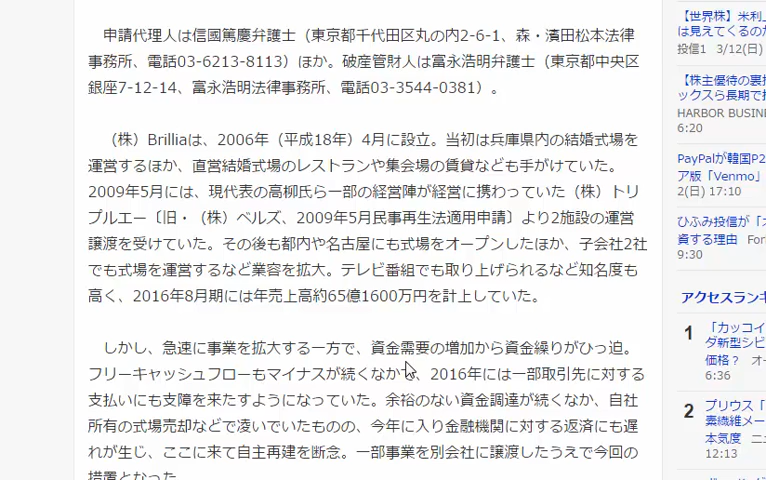 申請代理人は信國篤慶弁護士（東京都千代田区丸の内2-6-1、森・濱田松本法律
事務所、電話03-6213-8113）ほか。破産管財人は富永浩明弁護士（東京都中央区
銀座7-12-14、富永浩明法律事務所、電話03-3544-0381）。
（株）Brilliaは、2006年（平成18年）4月に設立。当初は兵庫県内の結婚式場を
運営するほか、直営結婚式場のレストランや集会場の賃貸なども手がけていた。
2009年5月には、現代表の高柳氏ら一部の経営陣が経営に携わっていた（株）トリ
プルエー〔旧・（株）ベルズ、2009年5月民事再生法適用申請〕より2施設の運営
譲渡を受けていた。その後も都内や名古屋にも式場をオープンしたほか、子会社2社
でも式場を運営するなど業容を拡大。テレビ番組でも取り上げられるなど知名度も
高く、2016年8月期には年売上高約65億1600万円を計上していた。
しかし、急速に事業を拡大する一方で、資金需要の増加から資金繰りがひっ迫。
フリーキャッシュフローもマイナスが続くなかで、2016年には一部取引先に対する
支払いにも支障を来たすようになっていた。余裕のない資金調達が続くなか、自社
所有の式場売却などで凌いでいたものの、今年に入り金融機関に対する返済にも遅
れが生じ、ここに来て自主再建を断念。一部事業を別会社に譲渡したうえで今回の
措置となった
【世界株】米利上
は見えてくるのか
投信1 3/12(日)
【株主優待の裏技
ックスら長期で持
HARBOR BUSINE
6:20
PayPalが韓国P2
ア版「Venmo」
2(日) 17:10
ひふみ投信が「ス
資する理由 For
9:30
アクセスランキ
1
「カッコイ
ダ新型シビ
価格？ オー
6:36
2
プリウス「
素繊維メー
本気度 ニュ
12:13